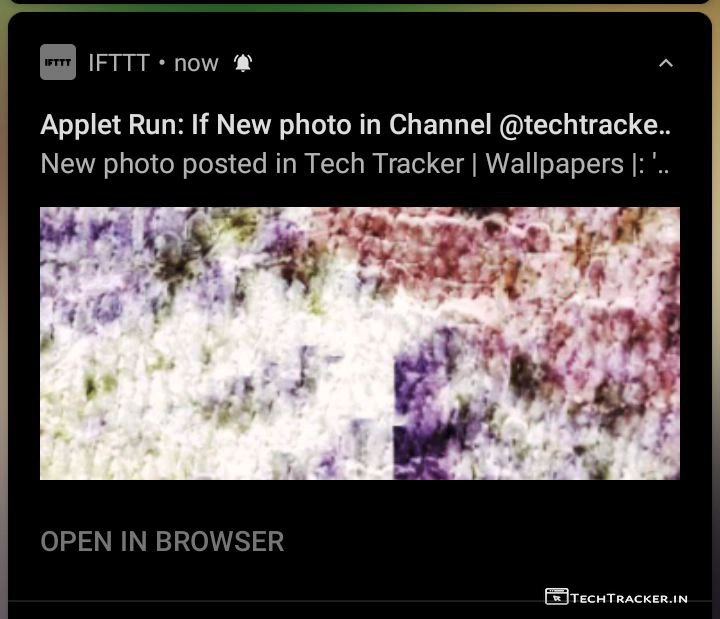 IFTTT
IFTTT • now
Applet Run: If New photo in Channel @techtracke..
New photo posted in Tech Tracker | Wallpapers |: '..
OPEN IN BROWSER
TECHTRACKER.IN